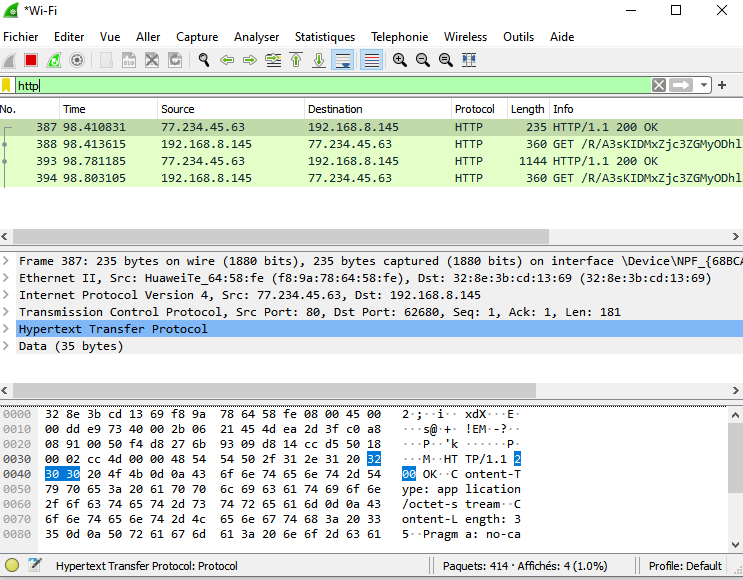 *Wi-Fi
Fichier Editer Vue Aller Capture Analyser Statistiques Telephonie Wireless Outils Aide
http
No. Time Source Destination Protocol Length Info
387 98.410831 77.234.45.63 192.168.8.145 HTTP 235 HTTP/1.1 200 OK
388 98.413615 192.168.8.145 77.234.45.63 HTTP 360 GET /R/A3sKIDMxZjc3ZGMyODhl
393 98.781185 77.234.45.63 192.168.8.145 HTTP 1144 HTTP/1.1 200 OK
394 98.803105 192.168.8.145 77.234.45.63 HTTP 360 GET /R/A3sKIDMxZjc3ZGMyODhl
Frame 387: 235 bytes on wire (1880 bits), 235 bytes captured (1880 bits) on interface \Device\NPF_{68BCA
Ethernet II, Src: HuaweiTe_64:58:fe (f8:9a:78:64:58:fe), Dst: 32:8e:3b:cd:13:69 (32:8e:3b:cd:13:69)
Internet Protocol Version 4, Src: 77.234.45.63, Dst: 192.168.8.145
Transmission Control Protocol, Src Port: 80, Dst Port: 62680, Seq: 1, Ack: 1, Len: 181
Hypertext Transfer Protocol
Data (35 bytes)
0000 32 8e 3b cd 13 69 f8 9a 78 64 58 fe 08 00 45 00 2·;··i·· xdX···E·
0010 00 dd e9 73 40 00 2b 06 21 45 4d ea 2d 3f c0 a8 ···s@·+· !EM·-?··
0020 08 91 00 50 f4 d8 27 6b 93 09 d8 14 cc d5 50 18 ···P··'k ······P·
0030 00 02 cc 4d 00 00 48 54 54 50 2f 31 2e 31 20 32 ···M··HT TP/1.1 2
0040 30 30 20 4f 4b 0d 0a 43 6f 6e 74 65 6e 74 2d 54 00 OK··C ontent-T
0050 79 70 65 3a 20 61 70 70 6c 69 63 61 74 69 6f 6e ype: app lication
0060 2f 6f 63 74 65 74 2d 73 74 72 65 61 6d 0d 0a 43 /octet-s tream··C
0070 6f 6e 74 65 6e 74 2d 4c 65 6e 67 74 68 3a 20 33 ontent-L ength: 3
0080 35 0d 0a 50 72 61 67 6d 61 3a 20 6e 6f 2d 63 61 5··Pragm a: no-ca
Hypertext Transfer Protocol: Protocol Paquets: 414 · Affichés: 4 (1.0%) Profile: Default